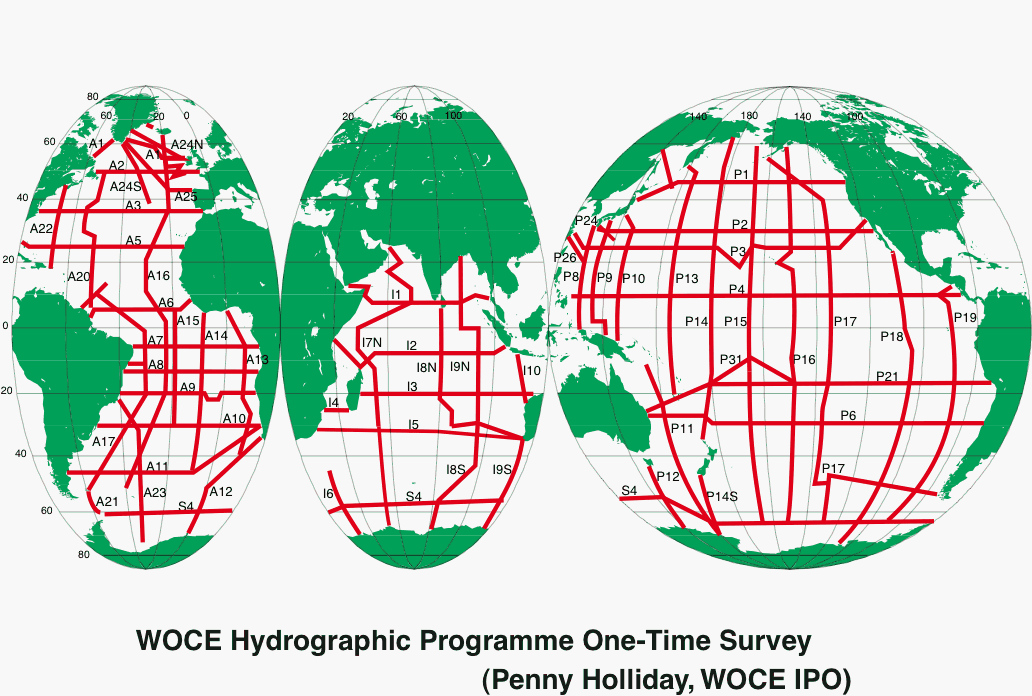 80
60 20 0
20 60 100
140 180 140 100
60
A1
A1
A24N
A2
A24S
A25
40
A3
A22
A5
20
A20
A16
A6
A15
0
A14
A7
A8
A13
A9
20
A10
A17
40
A11
A23
A12
A21
S4
60
80
I1
I7N
I2
I8N
I9N
I10
I3
I4
I5
I8S
I9S
I6
S4
P1
P24
P2
P26
P3
P8
P9
P10
P13
P4
P14
P15
P17
P19
P18
P31
P16
P21
P6
P11
P12
P17
S4
P14S
WOCE Hydrographic Programme One-Time Survey
(Penny Holliday, WOCE IPO)